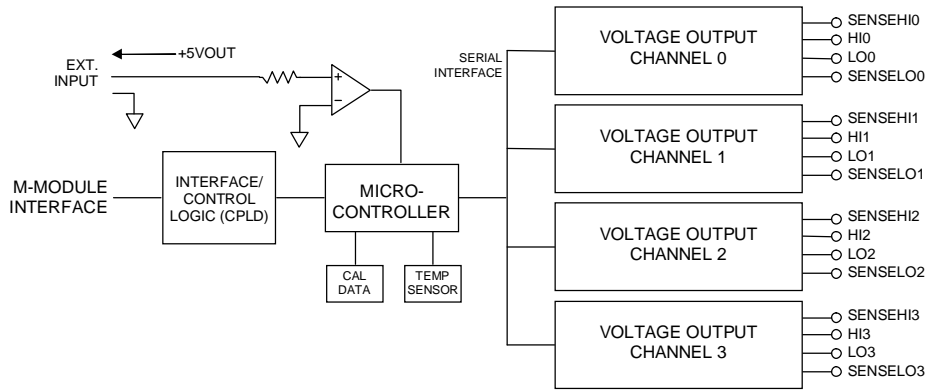 +5VOUT
EXT.
INPUT
+
−
M-MODULE
INTERFACE
INTERFACE/
CONTROL
LOGIC (CPLD)
MICRO-
CONTROLLER
CAL
DATA
TEMP
SENSOR
SERIAL
INTERFACE
VOLTAGE OUTPUT
CHANNEL 0
SENSEHI0
HI0
LO0
SENSELO0
VOLTAGE OUTPUT
CHANNEL 1
SENSEHI1
HI1
LO1
SENSELO1
VOLTAGE OUTPUT
CHANNEL 2
SENSEHI2
HI2
LO2
SENSELO2
VOLTAGE OUTPUT
CHANNEL 3
SENSEHI3
HI3
LO3
SENSELO3